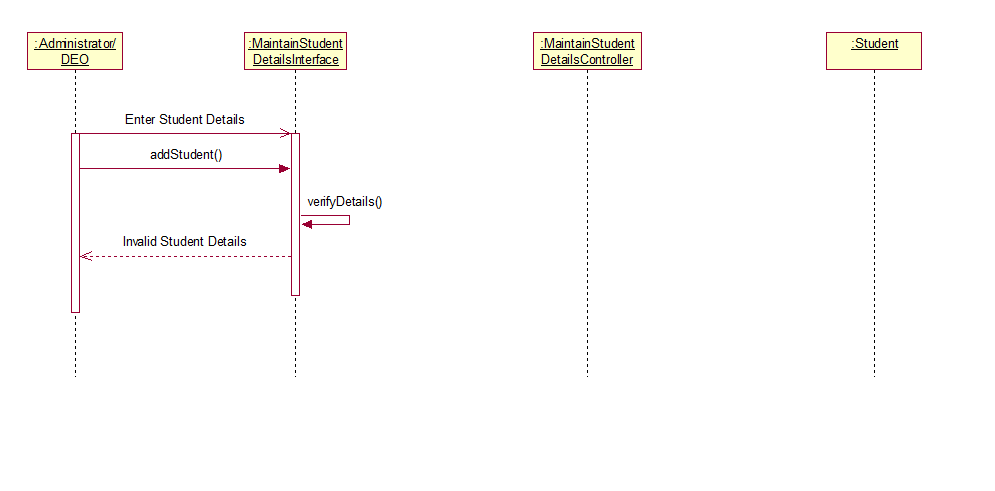 :Administrator/
DEO
:MaintainStudent
DetailsInterface
:MaintainStudent
DetailsController
:Student
Enter Student Details
addStudent()
verifyDetails()
Invalid Student Details